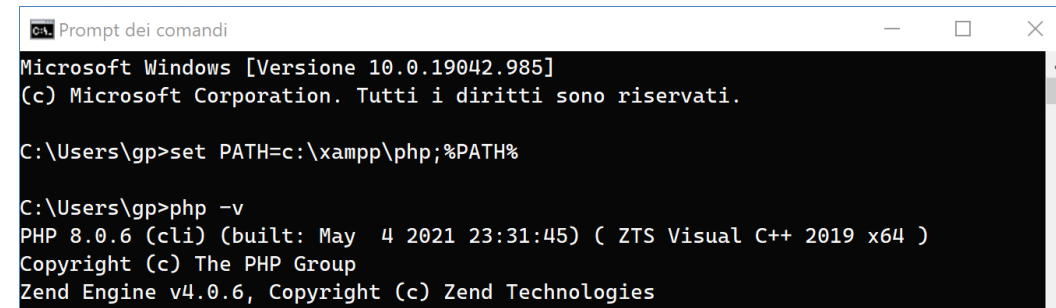 Prompt dei comandi
Microsoft Windows [Versione 10.0.19042.985]
(c) Microsoft Corporation. Tutti i diritti sono riservati.
C:\Users\gp>set PATH=c:\xampp\php;%PATH%
C:\Users\gp>php -v
PHP 8.0.6 (cli) (built: May  4 2021 23:31:45) ( ZTS Visual C++ 2019 x64 )
Copyright (c) The PHP Group
Zend Engine v4.0.6, Copyright (c) Zend Technologies